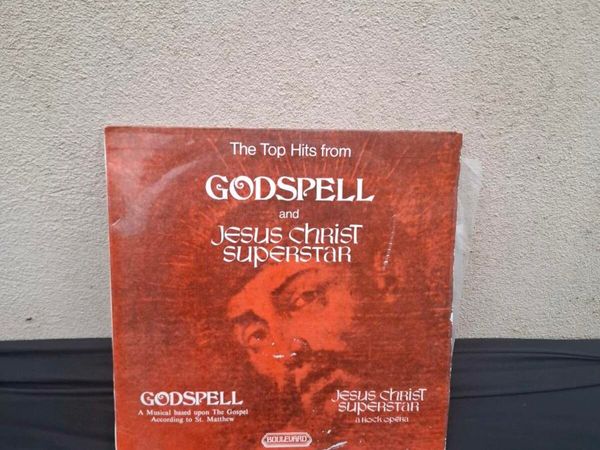 The Top Hits from
GODSPELL
and
JESUS CHRIST
SUPERSTAR
GODSPELL
A Musical based upon The Gospel
According to St. Matthew
JESUS CHRIST
SUPERSTAR
A ROCK OPERA
BOULEVARD